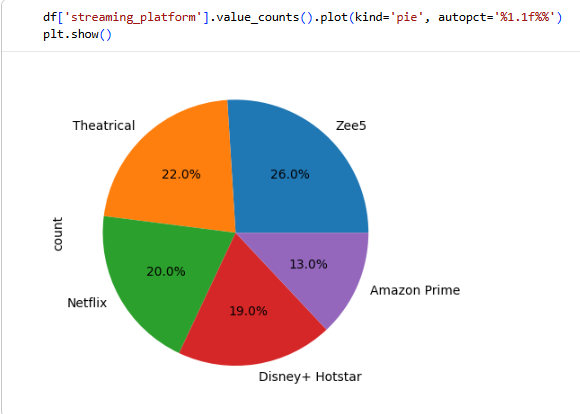 df['streaming_platform'].value_counts().plot(kind='pie', autopct='%1.1f%%')
plt.show()
Theatrical
Zee5
22.0%
26.0%
count
20.0%
13.0%
Amazon Prime
Netflix
19.0%
Disney+ Hotstar